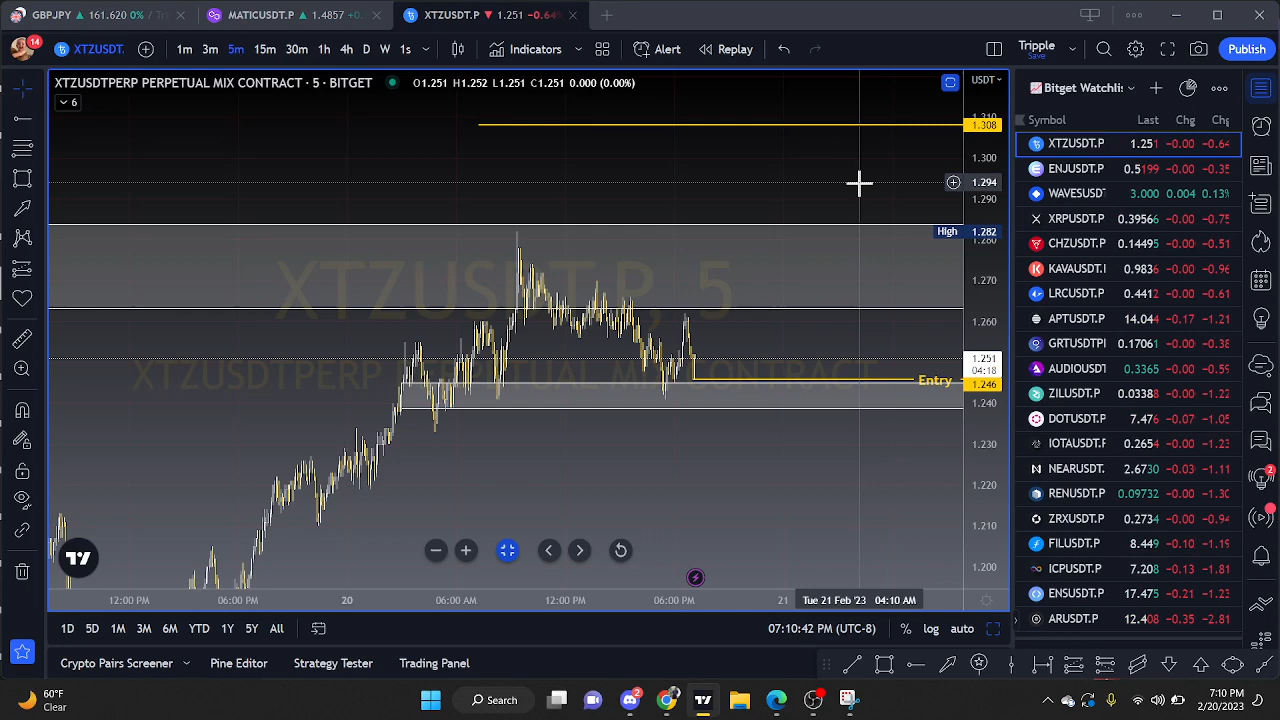 GBPJPY ▲ 161.620 0% / Tri
MATICUSDT.P ▲ 1.4857 +0.
XTZUSDT.P ▼ 1.251 −0.64%
14
XTZUSDT.
1m 3m 5m 15m 30m 1h 4h D W 1s
Indicators
Alert
Replay
Tripple
Save
Publish
XTZUSDTPERP PERPETUAL MIX CONTRACT · 5 · BITGET
O1.251 H1.252 L1.251 C1.251 0.000 (0.00%)
USDT
6
XTZUSDT.P, 5
XTZUSDTPERP PERPETUAL MIX CONTRACT
1.310
1.308
1.300
1.294
1.290
High 1.282
1.280
1.270
1.260
1.251
04:18
Entry
1.246
1.240
1.230
1.220
1.210
1.200
12:00 PM 06:00 PM 20 06:00 AM 12:00 PM 06:00 PM 21 Tue 21 Feb '23 04:10 AM
1D 5D 1M 3M 6M YTD 1Y 5Y All
07:10:42 PM (UTC-8) % log auto
Crypto Pairs Screener Pine Editor Strategy Tester Trading Panel
Bitget Watchli
Symbol Last Chg Chg
XTZUSDT.P 1.251 −0.00 −0.64
ENJUSDT.P 0.5199 −0.00 −0.35
WAVESUSDT 3.000 0.004 0.13%
XRPUSDT.P 0.39566 −0.00 −0.75
CHZUSDT.P 0.14495 −0.00 −0.51
KAVAUSDT.I 0.9836 −0.00 −0.96
LRCUSDT.P 0.4412 −0.00 −0.61
APTUSDT.P 14.044 −0.17 −1.21
GRTUSDTPI 0.17061 −0.00 −0.38
AUDIOUSDT 0.3365 −0.00 −0.59
ZILUSDT.P 0.03388 −0.00 −1.22
DOTUSDT.P 7.476 −0.07 −1.05
IOTAUSDT.F 0.2654 −0.00 −1.12
NEARUSDT. 2.6730 −0.03 −1.11
RENUSDT.P 0.09732 −0.00 −1.30
ZRXUSDT.P 0.2734 −0.00 −0.94
FILUSDT.P 8.449 −0.10 −1.19
ICPUSDT.P 7.208 −0.13 −1.81
ENSUSDT.P 17.475 −0.21 −1.23
ARUSDT.P 12.408 −0.35 −2.81
2
60°F
Clear
Search
2
7:10 PM
2/20/2023